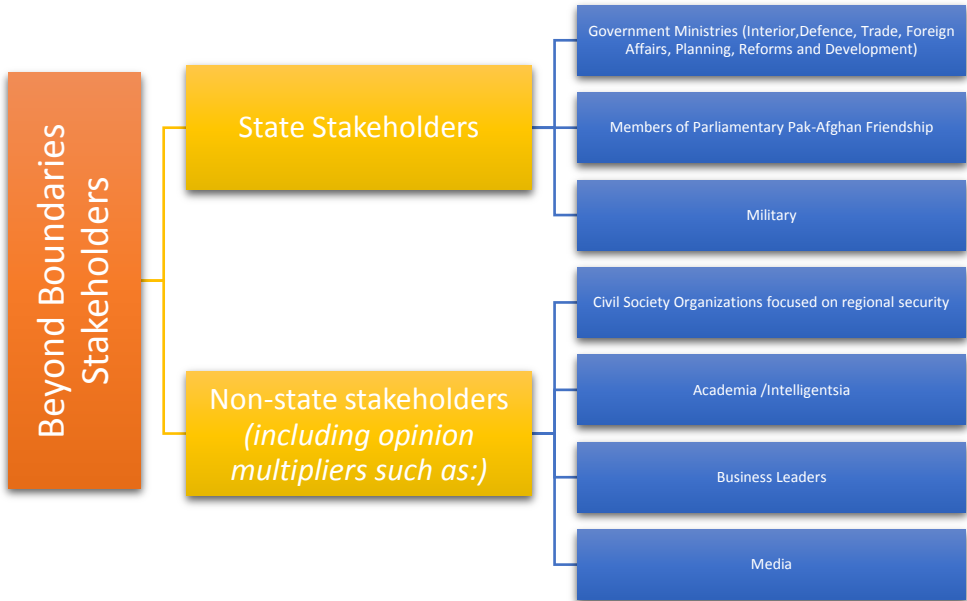 Beyond Boundaries
Stakeholders
State Stakeholders
Government Ministries (Interior,Defence, Trade, Foreign
Affairs, Planning, Reforms and Development)
Members of Parliamentary Pak-Afghan Friendship
Military
Non-state stakeholders
(including opinion
multipliers such as:)
Civil Society Organizations focused on regional security
Academia /Intelligentsia
Business Leaders
Media